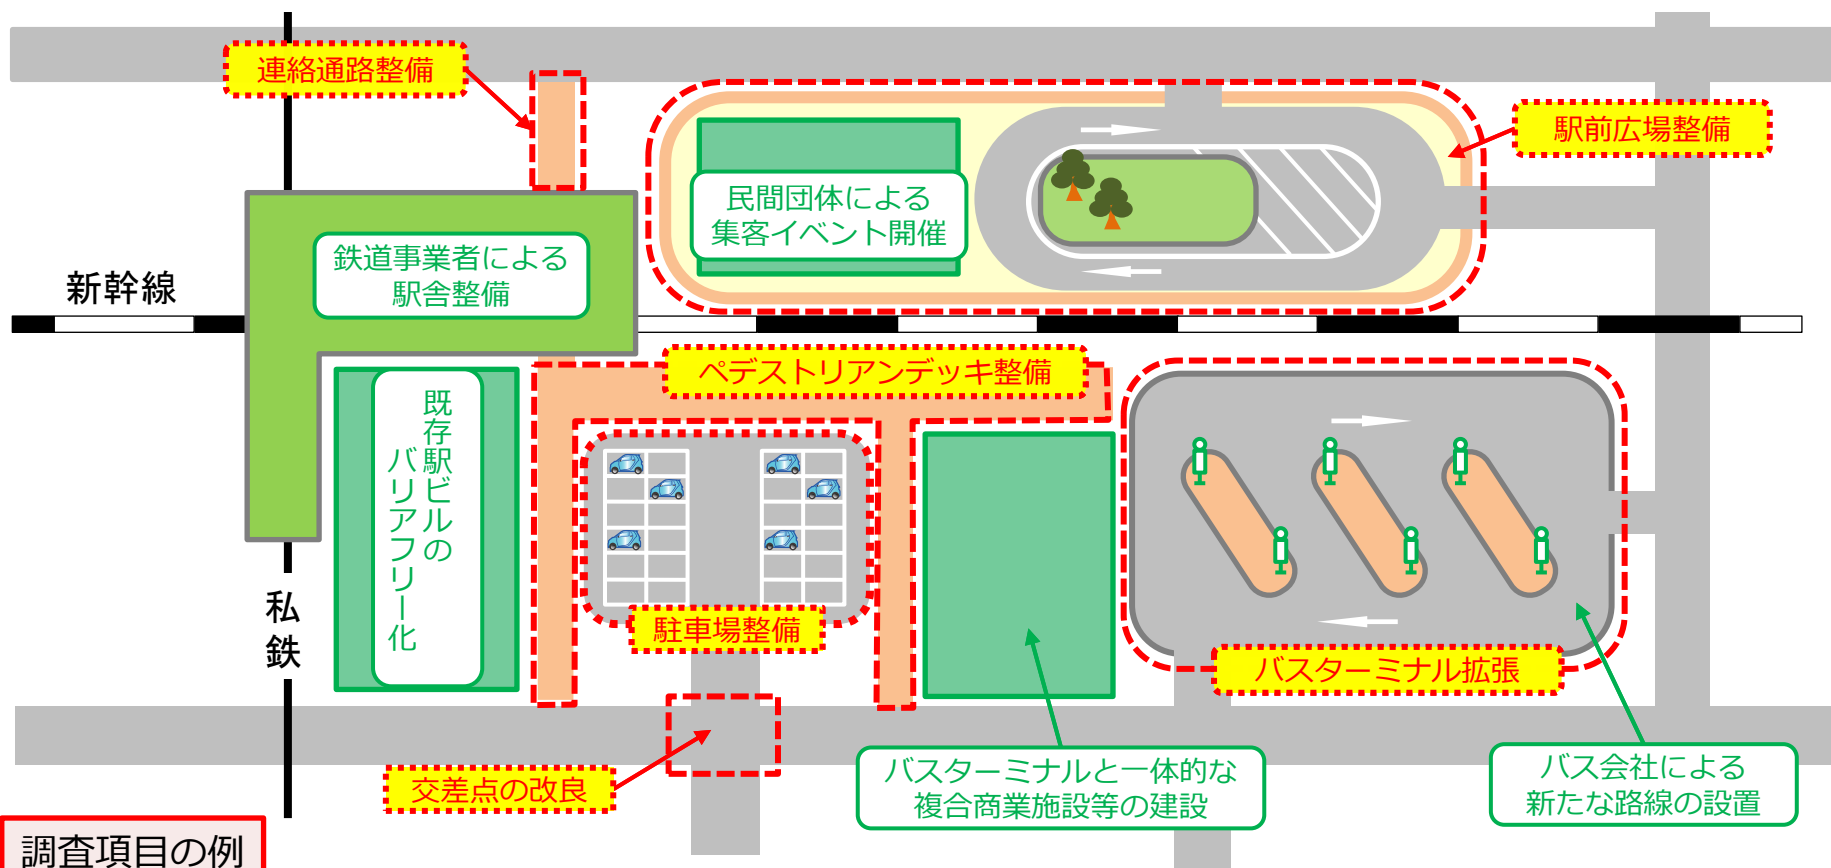 連絡通路整備
駅前広場整備
民間団体による
集客イベント開催
鉄道事業者による
駅舎整備
新幹線
ペデストリアンデッキ整備
既存駅ビルの
バリアフリー化
私鉄
駐車場整備
バスターミナル拡張
交差点の改良
バスターミナルと一体的な
複合商業施設等の建設
バス会社による
新たな路線の設置
調査項目の例